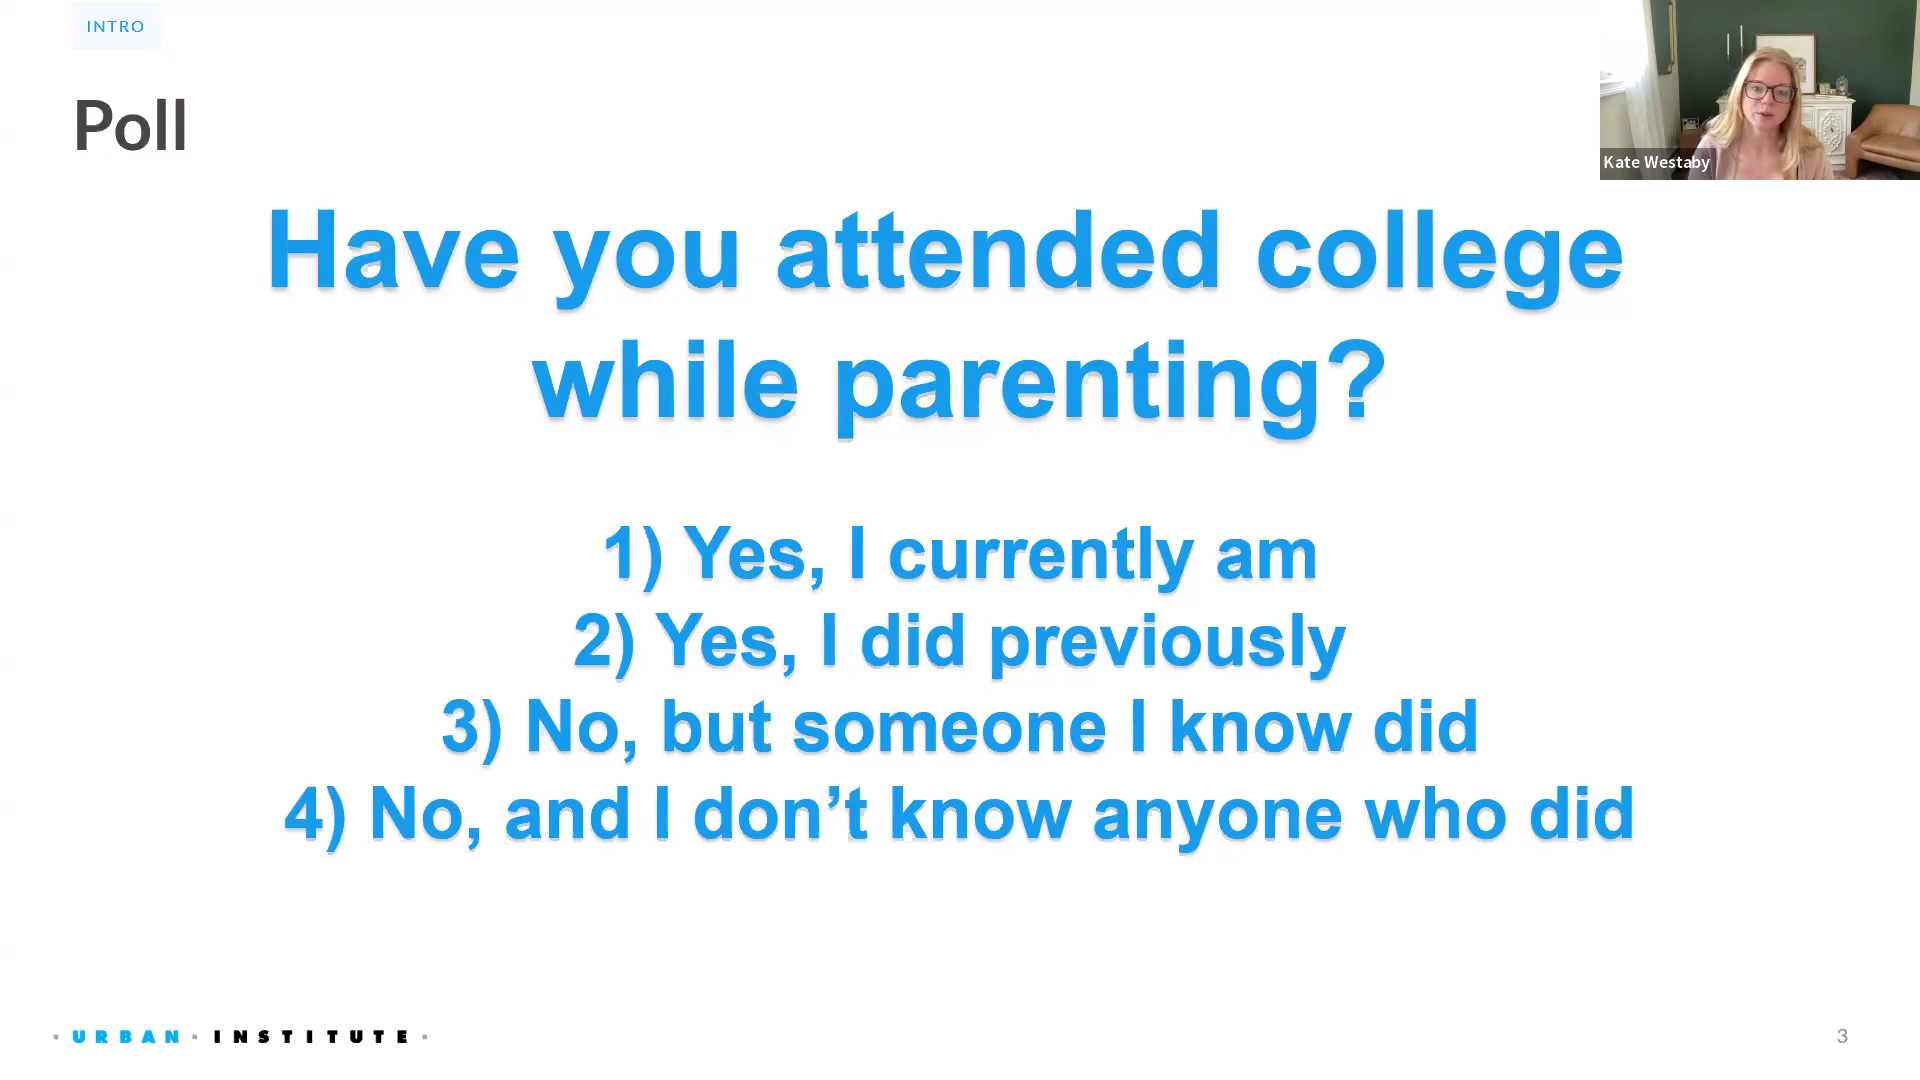 INTRO
Poll
Kate Westaby
Have you attended college
while parenting?
1) Yes, I currently am
2) Yes, I did previously
3) No, but someone I know did
4) No, and I don’t know anyone who did
· URBAN · INSTITUTE ·
3